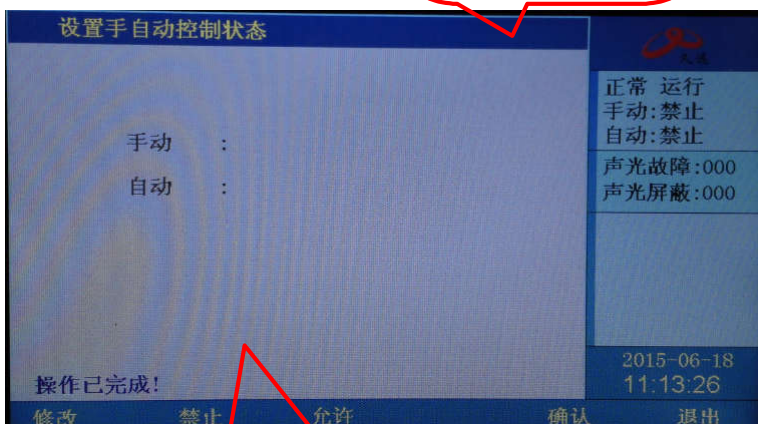 设置手自动控制状态
正常 运行
手动:禁止
自动:禁止
声光故障:000
声光屏蔽:000
手动 :
自动 :
操作已完成!
2015-06-18
11:13:26
修改 禁止 允许 确认 退出